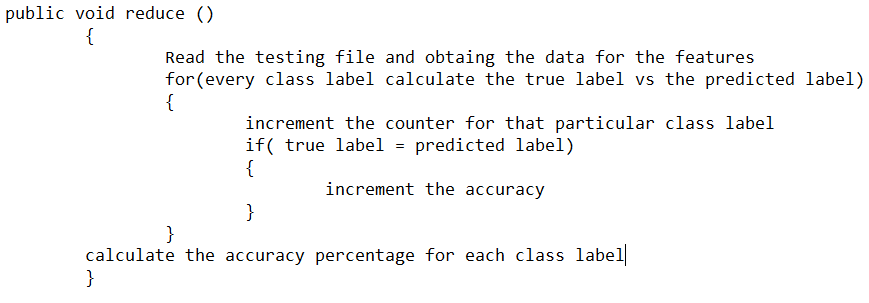 public void reduce ()
{
Read the testing file and obtaing the data for the features
for(every class label calculate the true label vs the predicted label)
{
increment the counter for that particular class label
if( true label = predicted label)
{
increment the accuracy
}
}
calculate the accuracy percentage for each class label
}